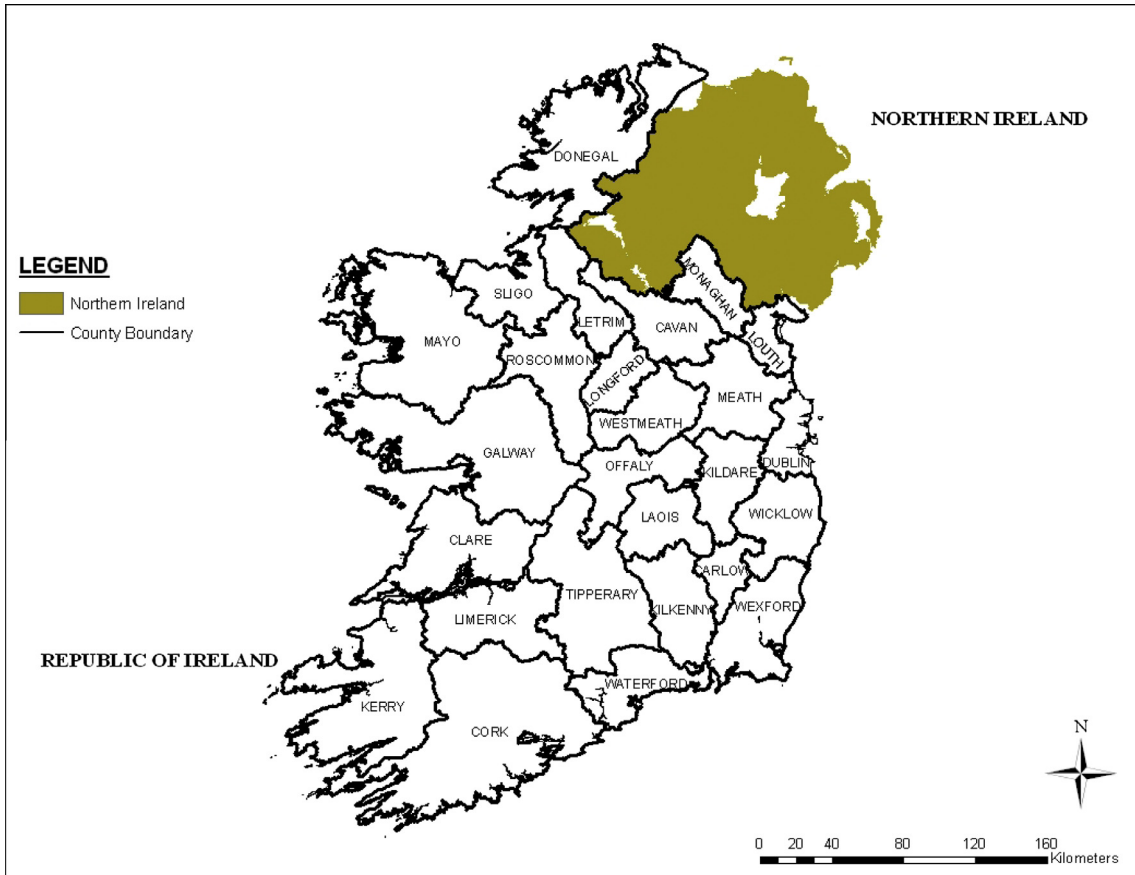 NORTHERN IRELAND
DONEGAL
LEGEND
Northern Ireland
County Boundary
MONAGHAN
SLIGO
LETRIM
CAVAN
MAYO
LOUTH
ROSCOMMON
LONGFORD
MEATH
WESTMEATH
GALWAY
OFFALY
KILDARE
DUBLIN
LAOIS
WICKLOW
CLARE
CARLOW
TIPPERARY
KILKENNY
WEXFORD
LIMERICK
REPUBLIC OF IRELAND
WATERFORD
KERRY
CORK
N
0 20 40 80 120 160
Kilometers